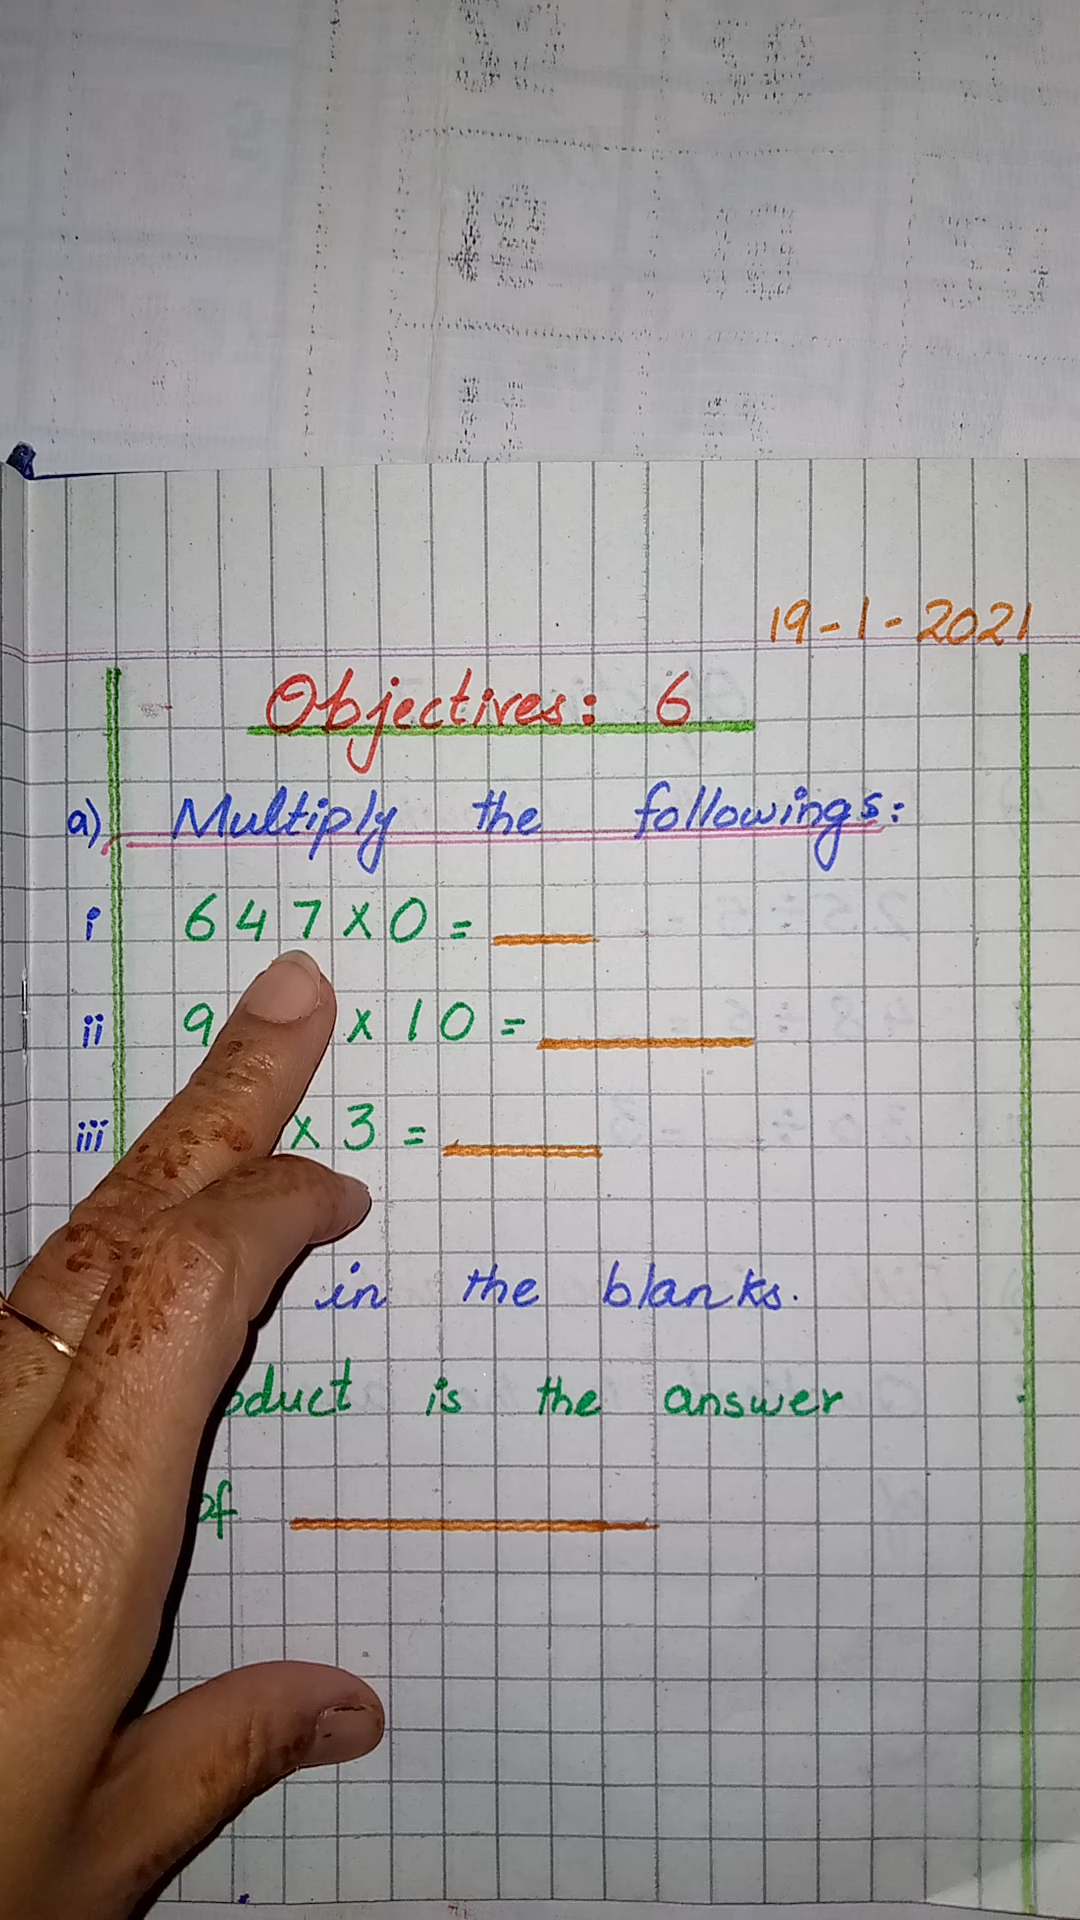 19-1-2021
Objectives: 6
a) Multiply the followings:
i 647×0=
ii 9 × 10 =
iii × 3 =
in the blanks.
is the answer
of